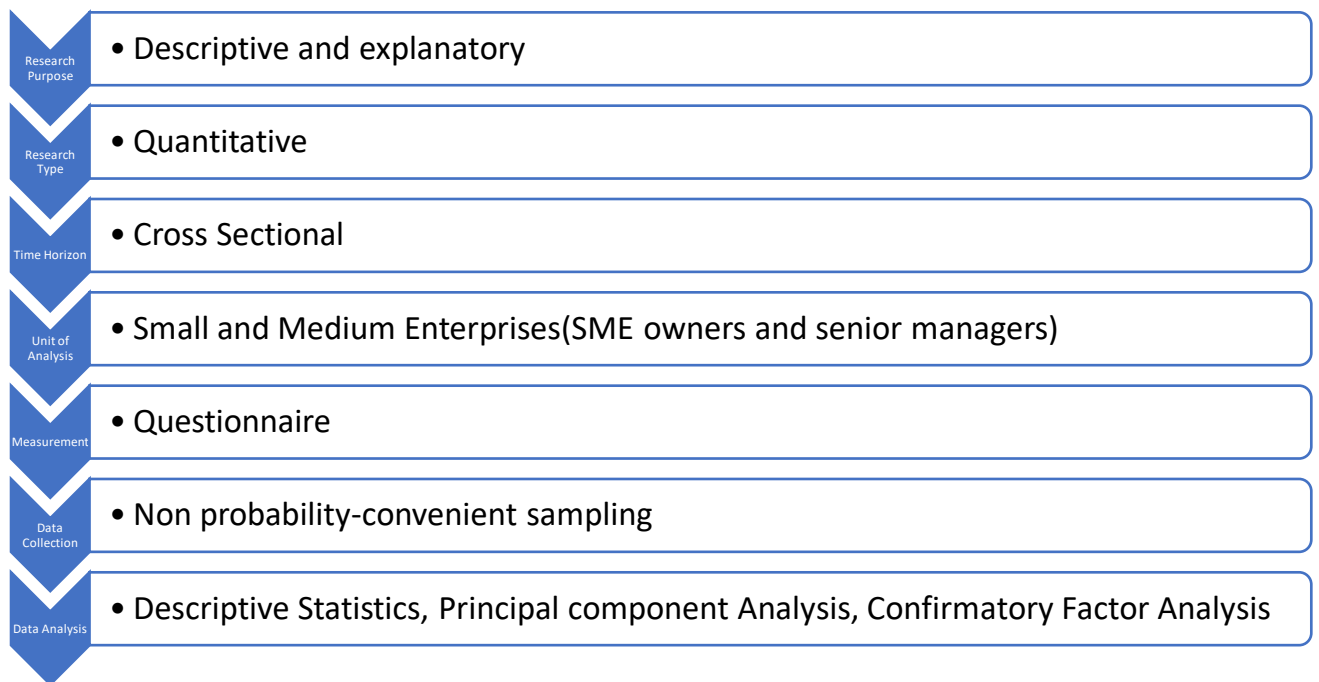 Research
Purpose
• Descriptive and explanatory
Research
Type
• Quantitative
Time Horizon
• Cross Sectional
Unit of
Analysis
• Small and Medium Enterprises(SME owners and senior managers)
Measurement
• Questionnaire
Data
Collection
• Non probability-convenient sampling
Data Analysis
• Descriptive Statistics, Principal component Analysis, Confirmatory Factor Analysis